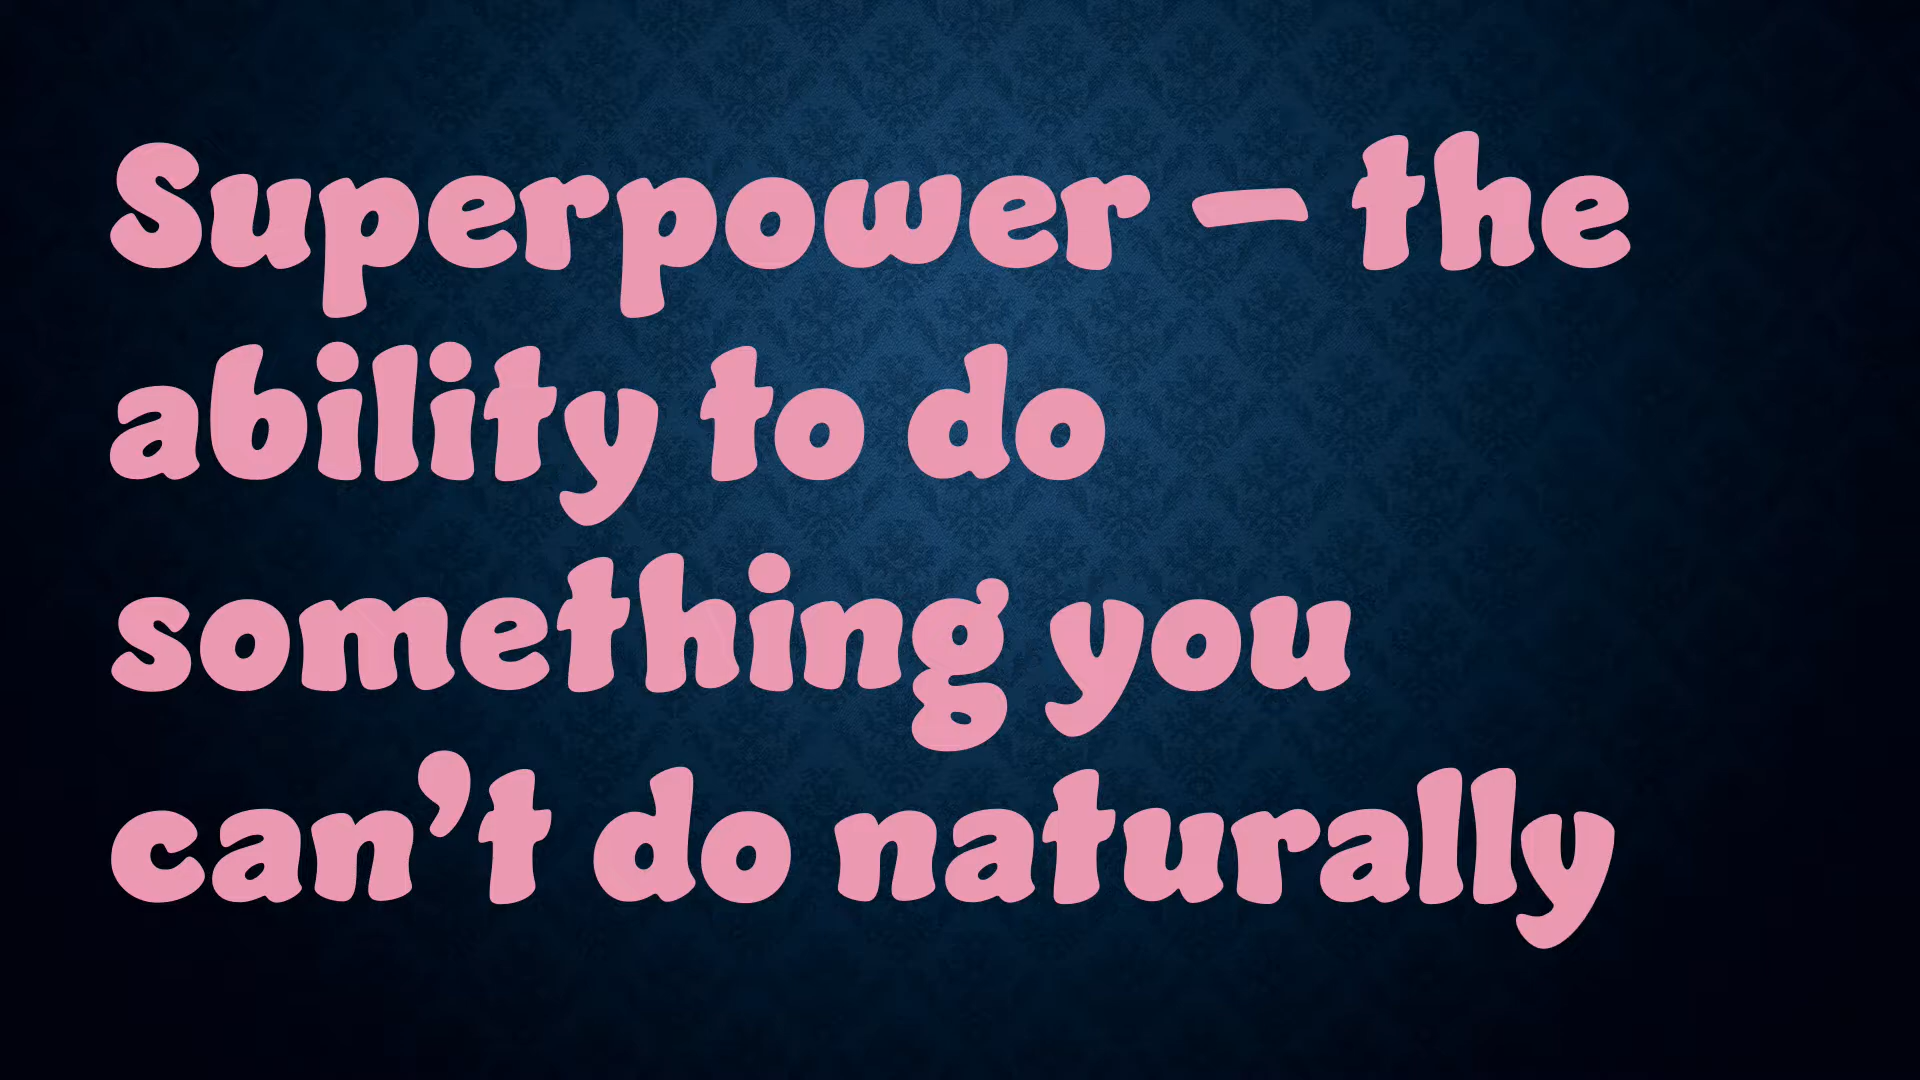 Superpower – the
ability to do
something you
can’t do naturally